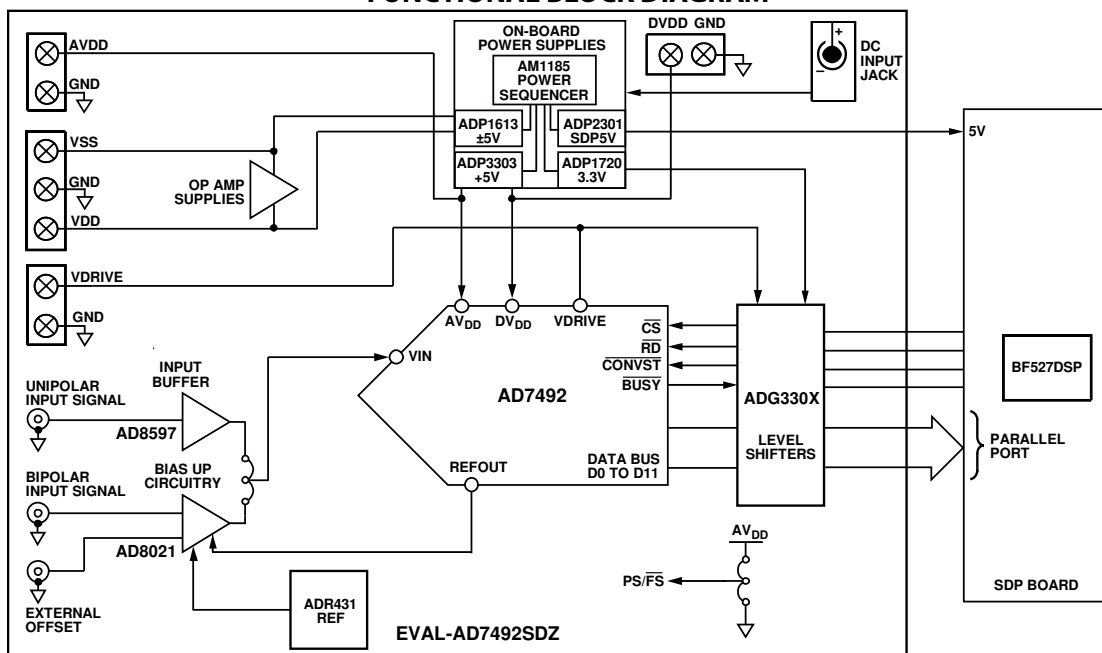 FUNCTIONAL BLOCK DIAGRAM
AVDD
GND
VSS
GND
VDD
OP AMP
SUPPLIES
VDRIVE
GND
ON-BOARD
POWER SUPPLIES
AM1185
POWER
SEQUENCER
ADP1613
±5V
ADP2301
SDP5V
ADP3303
+5V
ADP1720
3.3V
DVDD GND
+
−
DC
INPUT
JACK
5V
AVDD
DVDD
VDRIVE
VIN
CS
RD
CONVST
BUSY
AD7492
REFOUT
DATA BUS
D0 TO D11
ADG330X
LEVEL
SHIFTERS
BF527DSP
PARALLEL
PORT
SDP BOARD
INPUT
BUFFER
UNIPOLAR
INPUT SIGNAL
AD8597
BIAS UP
CIRCUITRY
BIPOLAR
INPUT SIGNAL
AD8021
EXTERNAL
OFFSET
ADR431
REF
AVDD
PS/FS
EVAL-AD7492SDZ